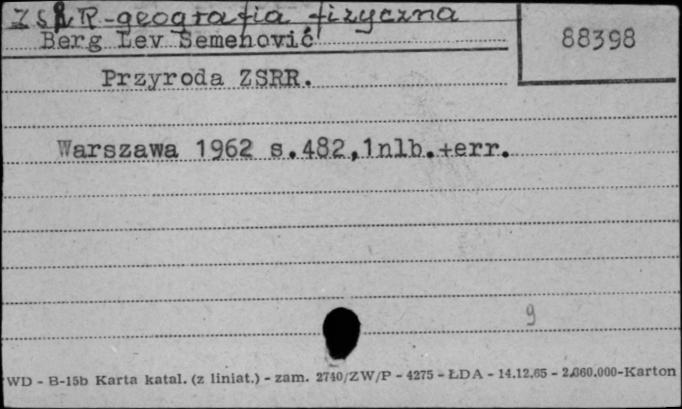 ZSRR-geografia fizyczna
Berg Lev Semenović
88398
Przyroda ZSRR.
Warszawa 1962 s.482,1nlb.+err.
9
WD - B-15b Karta katal. (z liniat.) - zam. 2740/ZW/P - 4275 - ŁDA - 14.12.65 - 2.060.000-Karton